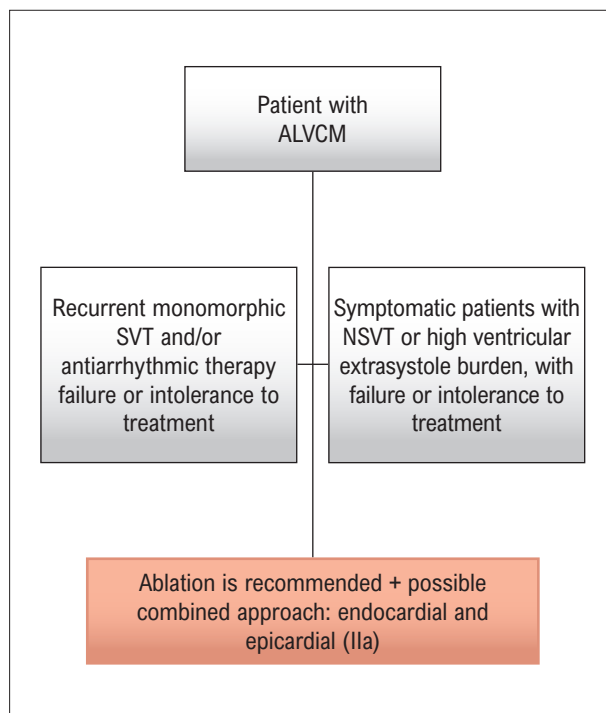 Patient with
ALVCM
Recurrent monomorphic
SVT and/or
antiarrhythmic therapy
failure or intolerance to
treatment
Symptomatic patients with
NSVT or high ventricular
extrasystole burden, with
failure or intolerance to
treatment
Ablation is recommended + possible
combined approach: endocardial and
epicardial (IIa)